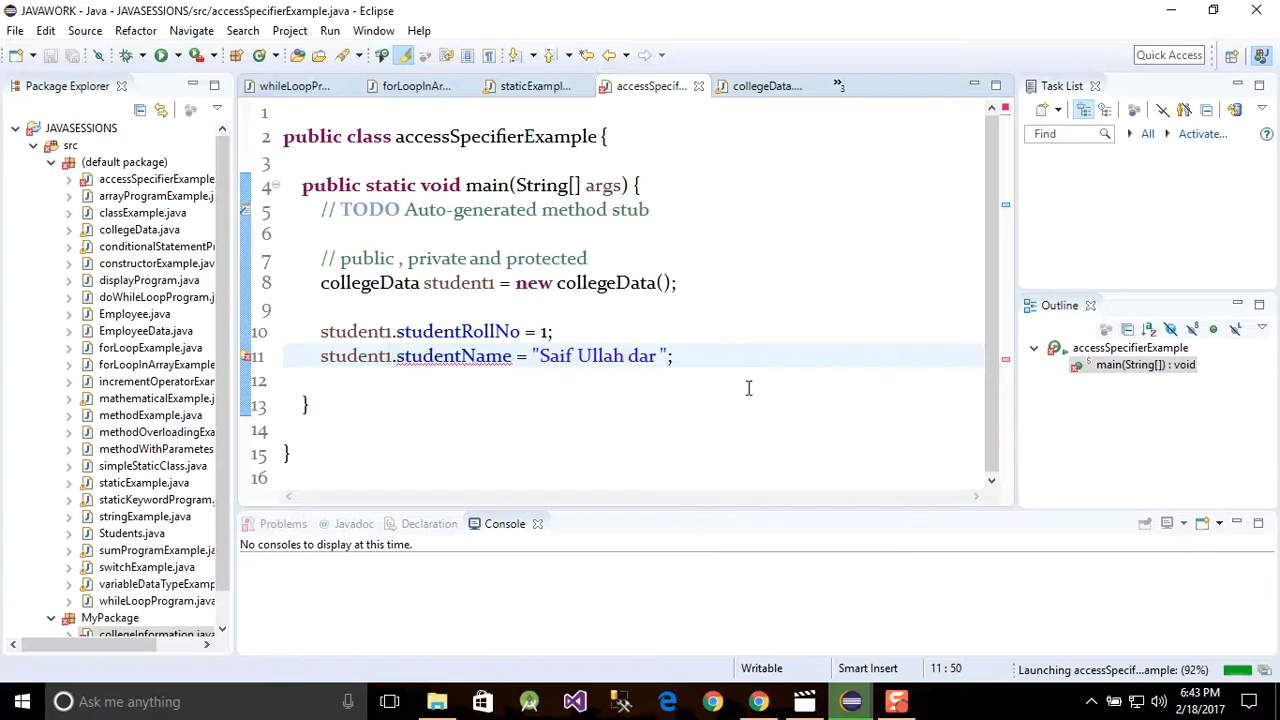 JAVAWORK - Java - JAVASESSIONS/src/accessSpecifierExample.java - Eclipse
File Edit Source Refactor Navigate Search Project Run Window Help
Quick Access
Package Explorer
whileLoopPr...
forLoopInAr...
staticExampl...
accessSpecif...
collegeData....
Task List
Find
All
Activate...
JAVASESSIONS
src
(default package)
accessSpecifierExample
arrayProgramExample.
classExample.java
collegeData.java
conditionalStatementPr
constructorExample.jav
displayProgram.java
doWhileLoopProgram.j
Employee.java
EmployeeData.java
forLoopExample.java
forLoopInArrayExample
incrementOperatorExam
mathematicalExample.j
methodExample.java
methodOverloadingExa
methodWithParametes
simpleStaticClass.java
staticExample.java
staticKeywordProgram.
stringExample.java
Students.java
sumProgramExample.ja
switchExample.java
variableDataTypeExamp
whileLoopProgram.java
MyPackage
collegeInformation.java
1
2 public class accessSpecifierExample {
3
4 public static void main(String[] args) {
5 // TODO Auto-generated method stub
6
7 // public , private and protected
8 collegeData student1 = new collegeData();
9
10 student1.studentRollNo = 1;
11 student1.studentName = "Saif Ullah dar ";
12
13 }
14
15 }
16
Outline
accessSpecifierExample
main(String[]) : void
Problems Javadoc Declaration Console
No consoles to display at this time.
Writable
Smart Insert
11 : 50
Launching accessSpecif...ample: (92%)
Ask me anything
6:43 PM
2/18/2017